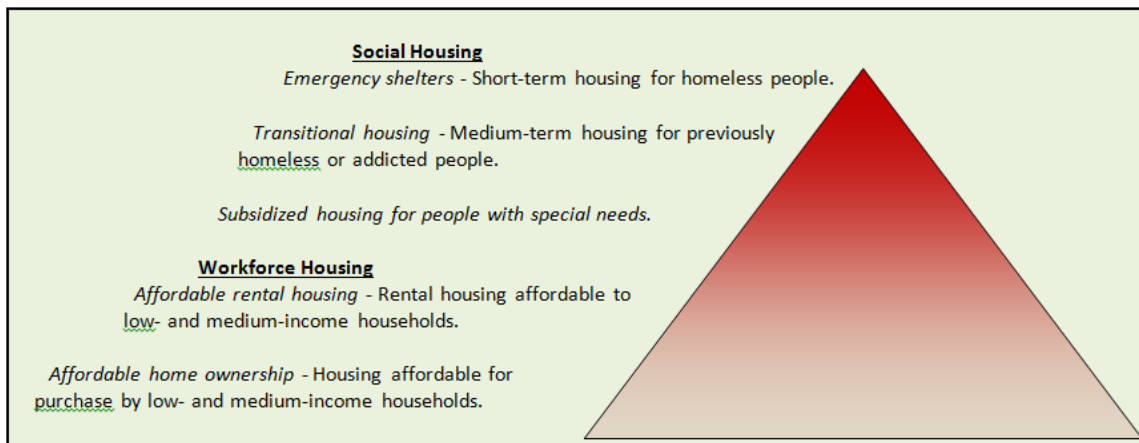 Social Housing
Emergency shelters - Short-term housing for homeless people.
Transitional housing - Medium-term housing for previously
homeless or addicted people.
Subsidized housing for people with special needs.
Workforce Housing
Affordable rental housing - Rental housing affordable to
low- and medium-income households.
Affordable home ownership - Housing affordable for
purchase by low- and medium-income households.